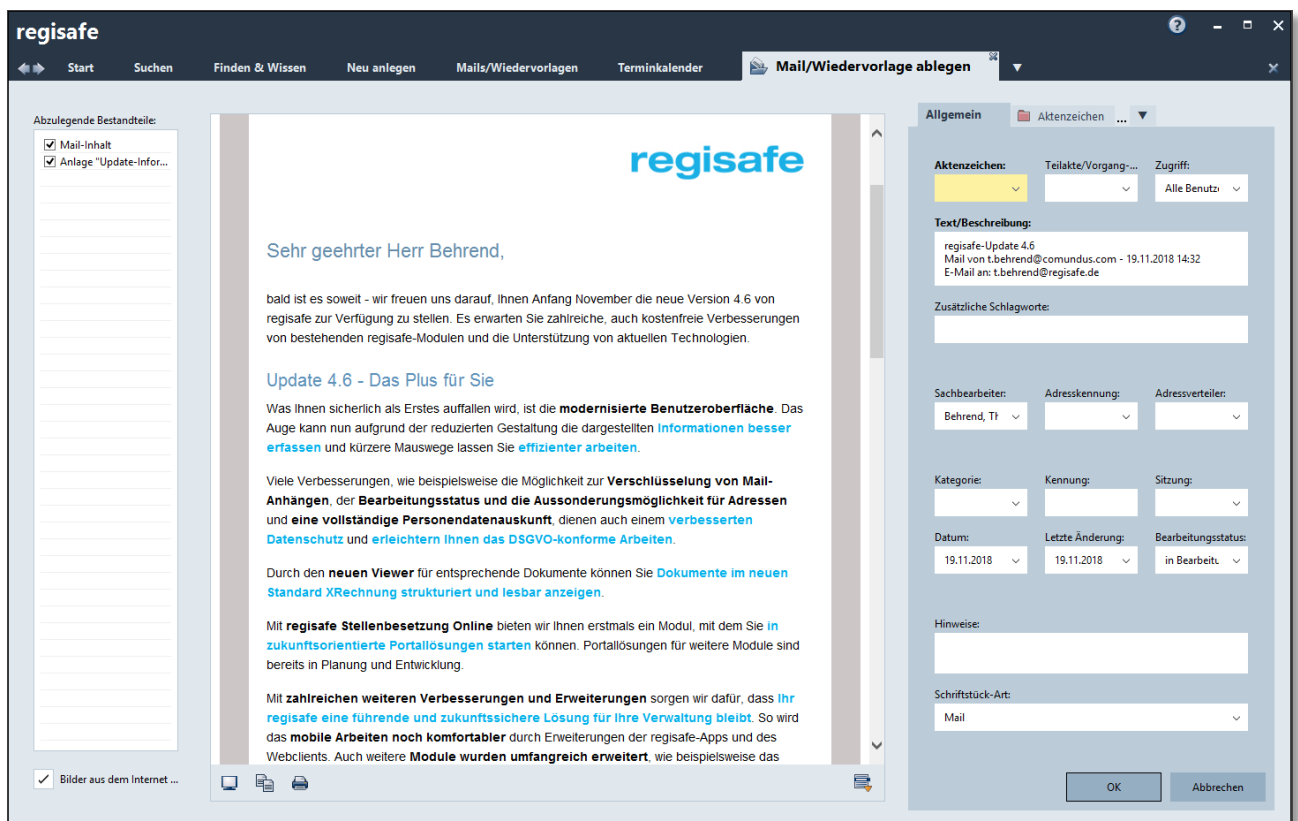 regisafe
Start Suchen Finden & Wissen Neu anlegen Mails/Wiedervorlagen Terminkalender Mail/Wiedervorlage ablegen
Abzulegende Bestandteile:
Mail-Inhalt
Anlage "Update-Infor...
Bilder aus dem Internet ...
regisafe
Sehr geehrter Herr Behrend,
bald ist es soweit - wir freuen uns darauf, Ihnen Anfang November die neue Version 4.6 von
regisafe zur Verfügung zu stellen. Es erwarten Sie zahlreiche, auch kostenfreie Verbesserungen
von bestehenden regisafe-Modulen und die Unterstützung von aktuellen Technologien.
Update 4.6 - Das Plus für Sie
Was Ihnen sicherlich als Erstes auffallen wird, ist die modernisierte Benutzeroberfläche. Das
Auge kann nun aufgrund der reduzierten Gestaltung die dargestellten Informationen besser
erfassen und kürzere Mauswege lassen Sie effizienter arbeiten.
Viele Verbesserungen, wie beispielsweise die Möglichkeit zur Verschlüsselung von Mail-
Anhängen, der Bearbeitungsstatus und die Aussonderungsmöglichkeit für Adressen
und eine vollständige Personendatenauskunft, dienen auch einem verbesserten
Datenschutz und erleichtern Ihnen das DSGVO-konforme Arbeiten.
Durch den neuen Viewer für entsprechende Dokumente können Sie Dokumente im neuen
Standard XRechnung strukturiert und lesbar anzeigen.
Mit regisafe Stellenbesetzung Online bieten wir Ihnen erstmals ein Modul, mit dem Sie in
zukunftsorientierte Portallösungen starten können. Portallösungen für weitere Module sind
bereits in Planung und Entwicklung.
Mit zahlreichen weiteren Verbesserungen und Erweiterungen sorgen wir dafür, dass Ihr
regisafe eine führende und zukunftssichere Lösung für Ihre Verwaltung bleibt. So wird
das mobile Arbeiten noch komfortabler durch Erweiterungen der regisafe-Apps und des
Webclients. Auch weitere Module wurden umfangreich erweitert, wie beispielsweise das
Allgemein Aktenzeichen ...
Aktenzeichen: Teilakte/Vorgang-... Zugriff:
Alle Benutz
Text/Beschreibung:
regisafe-Update 4.6
Mail von t.behrend@comundus.com - 19.11.2018 14:32
E-Mail an: t.behrend@regisafe.de
Zusätzliche Schlagworte:
Sachbearbeiter: Adresskennung: Adressverteiler:
Behrend, Th
Kategorie: Kennung: Sitzung:
Datum: Letzte Änderung: Bearbeitungsstatus:
19.11.2018 19.11.2018 in Bearbeitu
Hinweise:
Schriftstück-Art:
Mail
OK Abbrechen